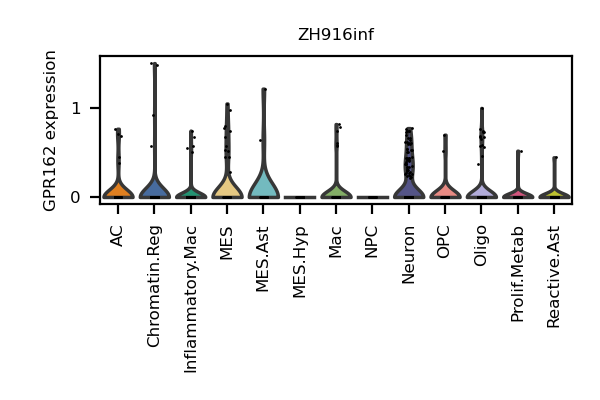 ZH916inf
GPR162 expression
1
0
AC
Chromatin.Reg
Inflammatory.Mac
MES
MES.Ast
MES.Hyp
Mac
NPC
Neuron
OPC
Oligo
Prolif.Metab
Reactive.Ast